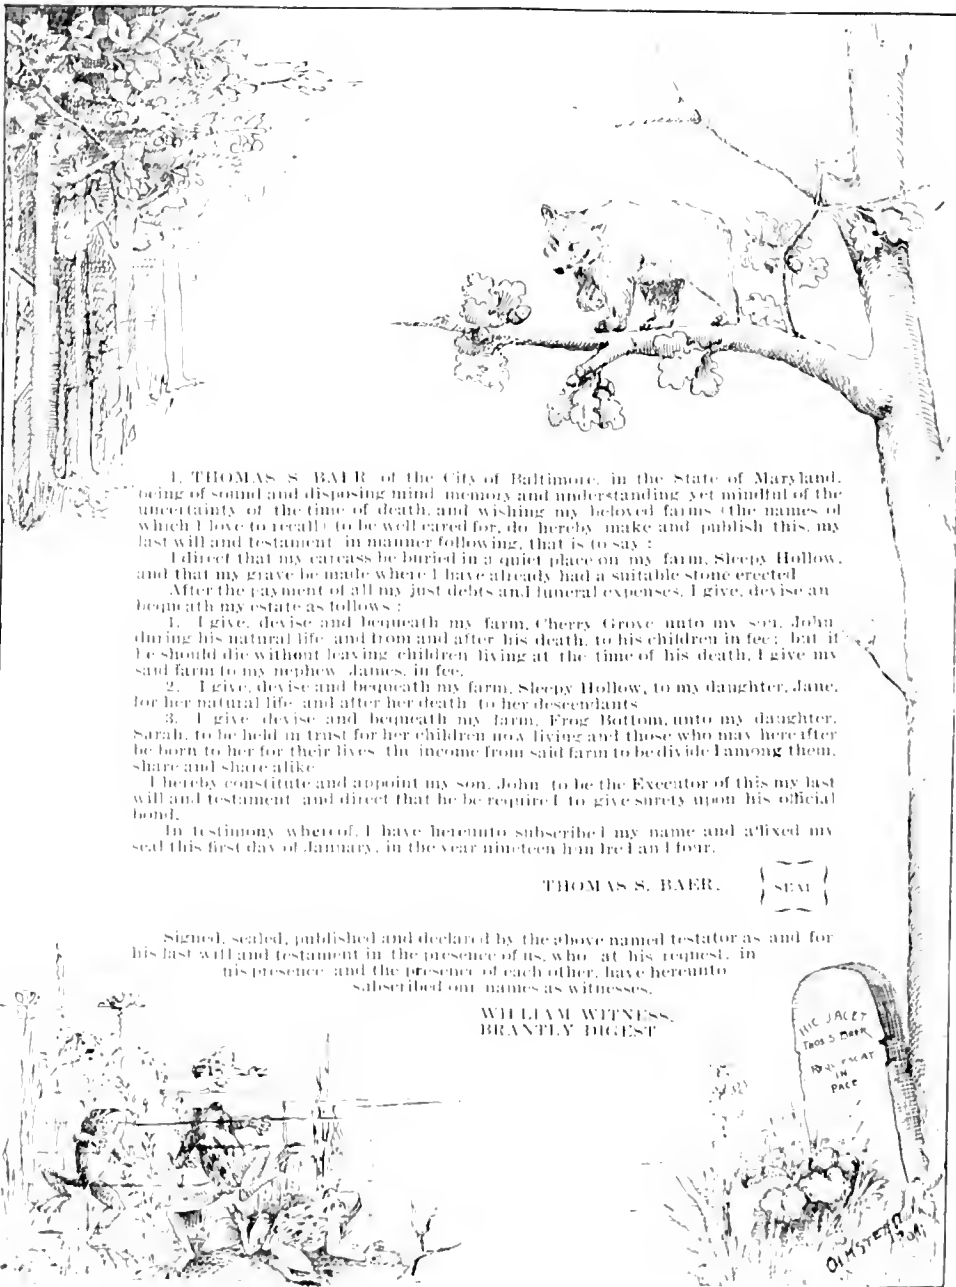 I, THOMAS S. BAER of the City of Baltimore, in the State of Maryland,
being of sound and disposing mind memory and understanding yet mindful of the
uncertainty of the time of death, and wishing my beloved farms (the names of
which I love to recall) to be well cared for, do hereby make and publish this, my
last will and testament in manner following, that is to say :
I direct that my carcass be buried in a quiet place on my farm, Sleepy Hollow,
and that my grave be made where I have already had a suitable stone erected
After the payment of all my just debts and funeral expenses, I give, devise an
bequeath my estate as follows :
1. I give, devise and bequeath my farm, Cherry Grove unto my son, John
during his natural life and from and after his death, to his children in fee; but if
he should die without leaving children living at the time of his death, I give my
said farm to my nephew James, in fee.
2. I give, devise and bequeath my farm, Sleepy Hollow, to my daughter, Jane,
for her natural life and after her death to her descendants
3. I give devise and bequeath my farm, Frog Bottom, unto my daughter,
Sarah, to be held in trust for her children now living and those who may hereafter
be born to her for their lives the income from said farm to be divided among them,
share and share alike
I hereby constitute and appoint my son, John to be the Executor of this my last
will and testament and direct that he be required to give surety upon his official
bond.
In testimony whereof, I have hereunto subscribed my name and affixed my
seal this first day of January, in the year nineteen hundred and four.
THOMAS S. BAER.
SEAL
Signed, sealed, published and declared by the above named testator as and for
his last will and testament in the presence of us, who at his request, in
his presence and the presence of each other, have hereunto
subscribed our names as witnesses.
WILLIAM WITNESS,
BRANTLY DIGEST
HIC JACET
THOS. S. BAER
REQUIESCAT
IN
PACE
OLMSTEAD